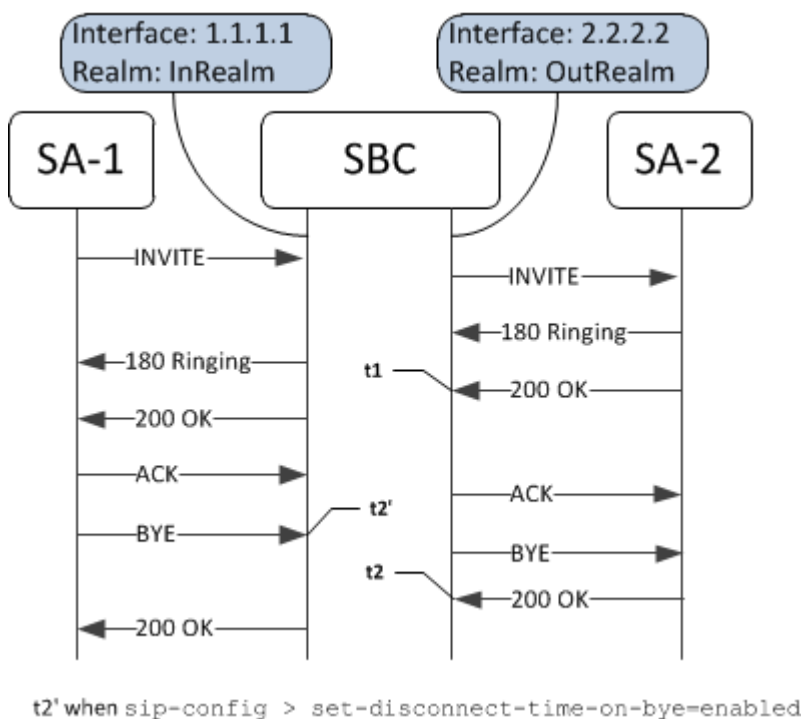 Interface: 1.1.1.1
Realm: InRealm
Interface: 2.2.2.2
Realm: OutRealm
SA-1
SBC
SA-2
INVITE
INVITE
180 Ringing
180 Ringing
t1
200 OK
200 OK
ACK
ACK
t2'
BYE
BYE
t2
200 OK
200 OK
t2' when sip-config > set-disconnect-time-on-bye=enabled